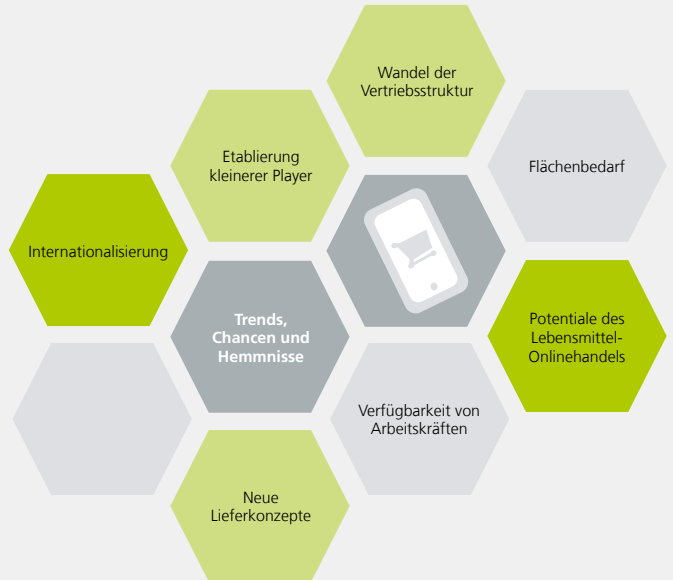 Wandel der
Vertriebsstruktur
Etablierung
kleinerer Player
Flächenbedarf
Internationalisierung
Trends,
Chancen und
Hemmnisse
Potentiale des
Lebensmittel-
Onlinehandels
Verfügbarkeit von
Arbeitskräften
Neue
Lieferkonzepte